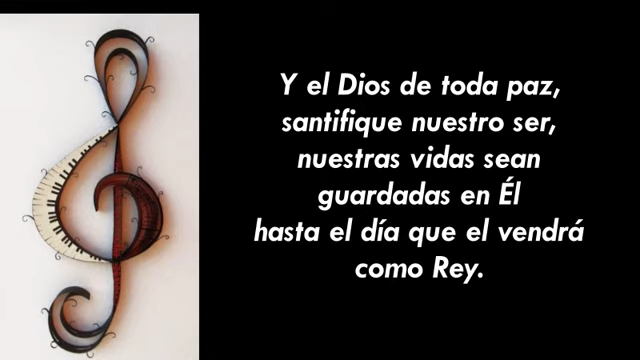 Y el Dios de toda paz,
santifique nuestro ser,
nuestras vidas sean
guardadas en Él
hasta el día que el vendrá
como Rey.